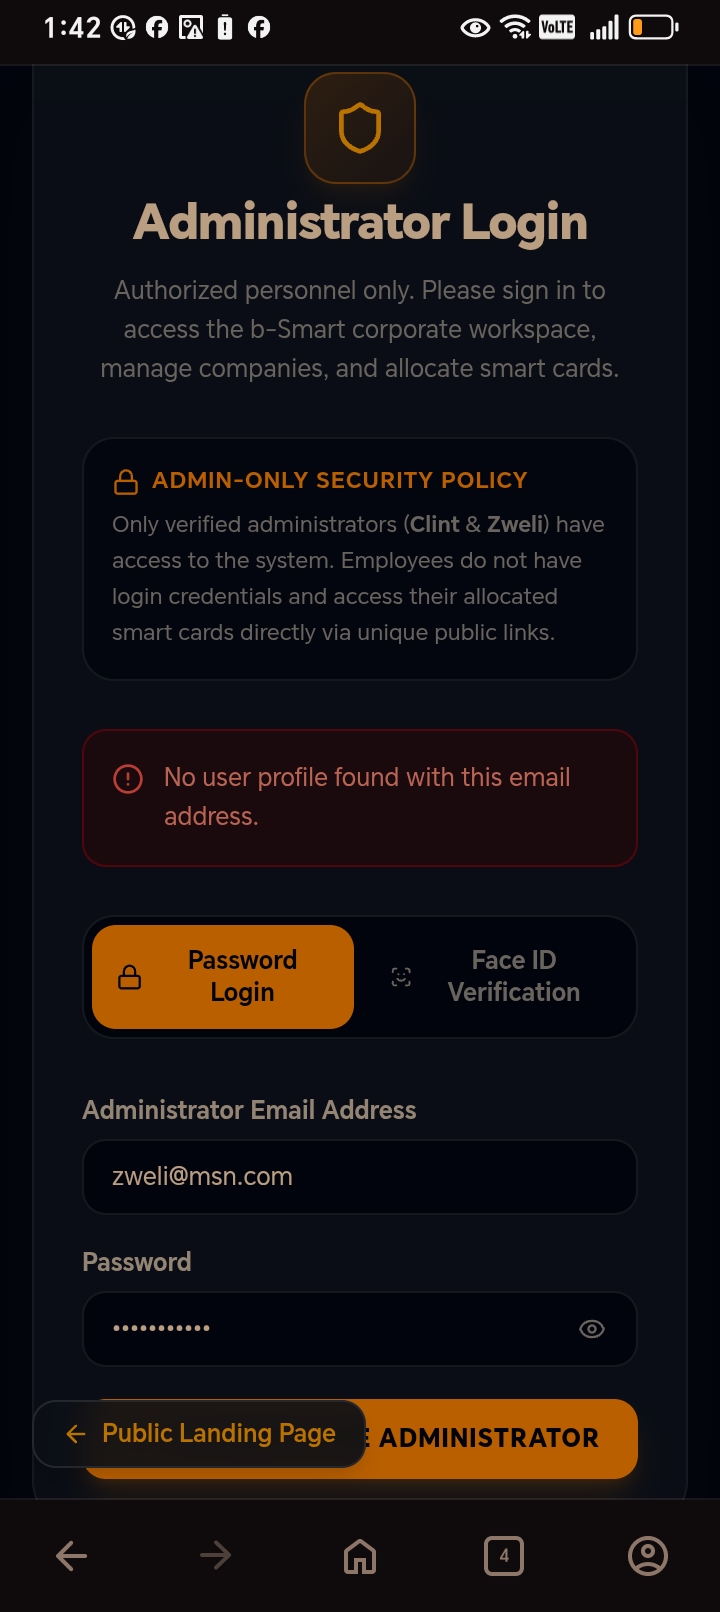 1:42
VoLTE
Administrator Login
Authorized personnel only. Please sign in to
access the b-Smart corporate workspace,
manage companies, and allocate smart cards.
ADMIN-ONLY SECURITY POLICY
Only verified administrators (Clint & Zweli) have
access to the system. Employees do not have
login credentials and access their allocated
smart cards directly via unique public links.
No user profile found with this email
address.
Password
Login
Face ID
Verification
Administrator Email Address
zweli@msn.com
Password
•••••••••••
Public Landing Page
ADMINISTRATOR
4